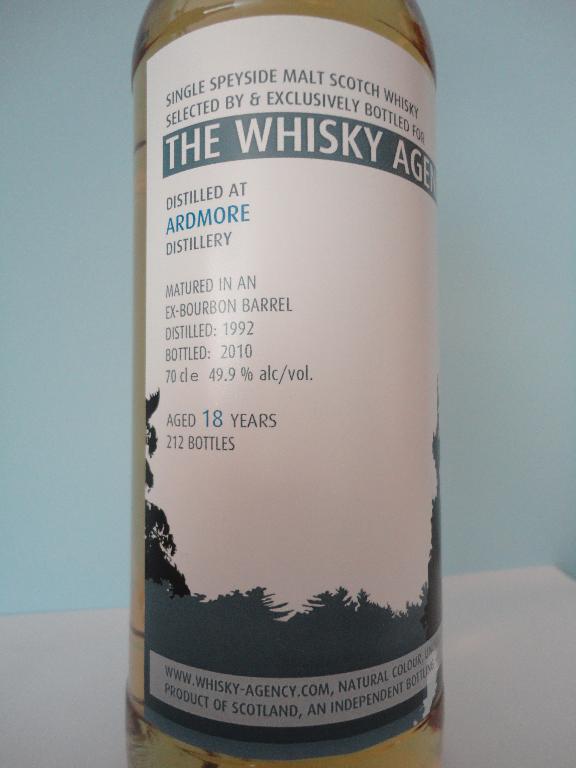 SINGLE SPEYSIDE MALT SCOTCH WHISKY
SELECTED BY & EXCLUSIVELY BOTTLED FOR
THE WHISKY AGEN
DISTILLED AT
ARDMORE
DISTILLERY
MATURED IN AN
EX-BOURBON BARREL
DISTILLED: 1992
BOTTLED: 2010
70 cl e 49.9 % alc/vol.
AGED 18 YEARS
212 BOTTLES
WWW.WHISKY-AGENCY.COM, NATURAL COLOUR,
PRODUCT OF SCOTLAND, AN INDEPENDENT BOTTLING